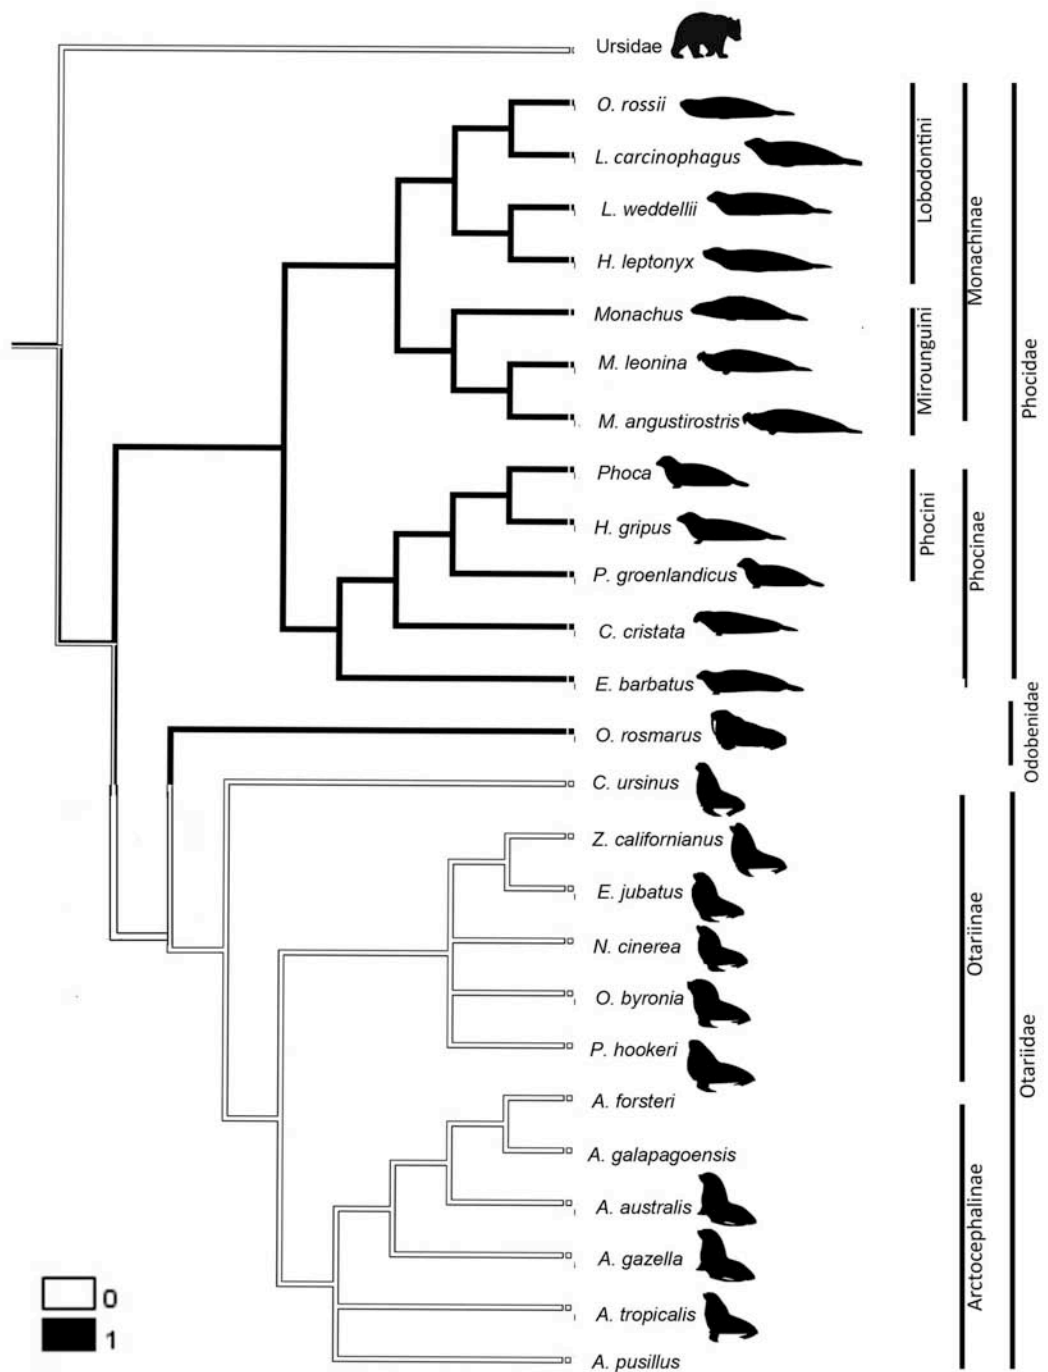 Ursidae
O. rossii
L. carcinophagus
L. weddellii
H. leptonyx
Monachus
M. leonina
M. angustirostris
Phoca
H. gripus
P. groenlandicus
C. cristata
E. barbatus
O. rosmarus
C. ursinus
Z. californianus
E. jubatus
N. cinerea
O. byronia
P. hookeri
A. forsteri
A. galapagoensis
A. australis
A. gazella
A. tropicalis
A. pusillus
Lobodontini
Mirounguini
Phocini
Monachinae
Phocinae
Otariinae
Arctocephalinae
Phocidae
Odobenidae
Otariidae
0
1